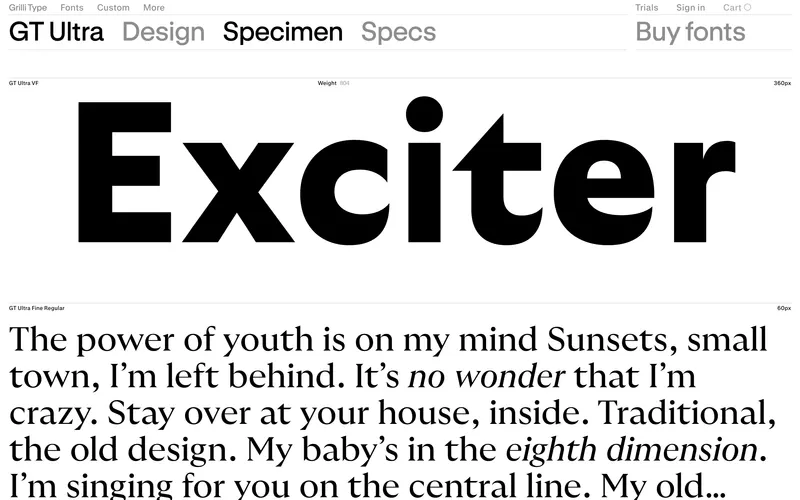 Grilli Type Fonts Custom More Trials Sign in Cart
GT Ultra Design Specimen Specs Buy fonts
GT Ultra VF Weight 804 360px
Exciter
GT Ultra Fine Regular 60px
The power of youth is on my mind Sunsets, small
town, I’m left behind. It’s no wonder that I’m
crazy. Stay over at your house, inside. Traditional,
the old design. My baby’s in the eighth dimension.
I’m singing for you on the central line. My old…